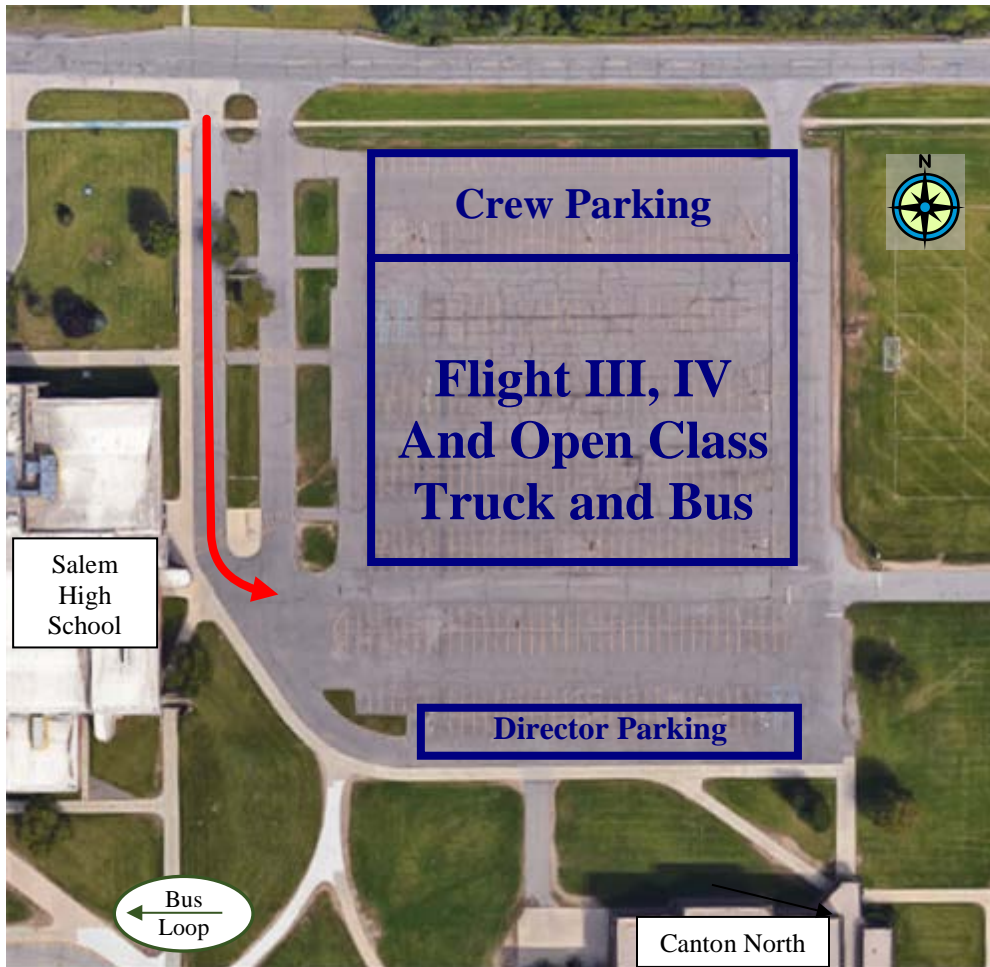 N
Crew Parking
Flight III, IV
And Open Class
Truck and Bus
Salem
High
School
Director Parking
Bus
Loop
Canton North